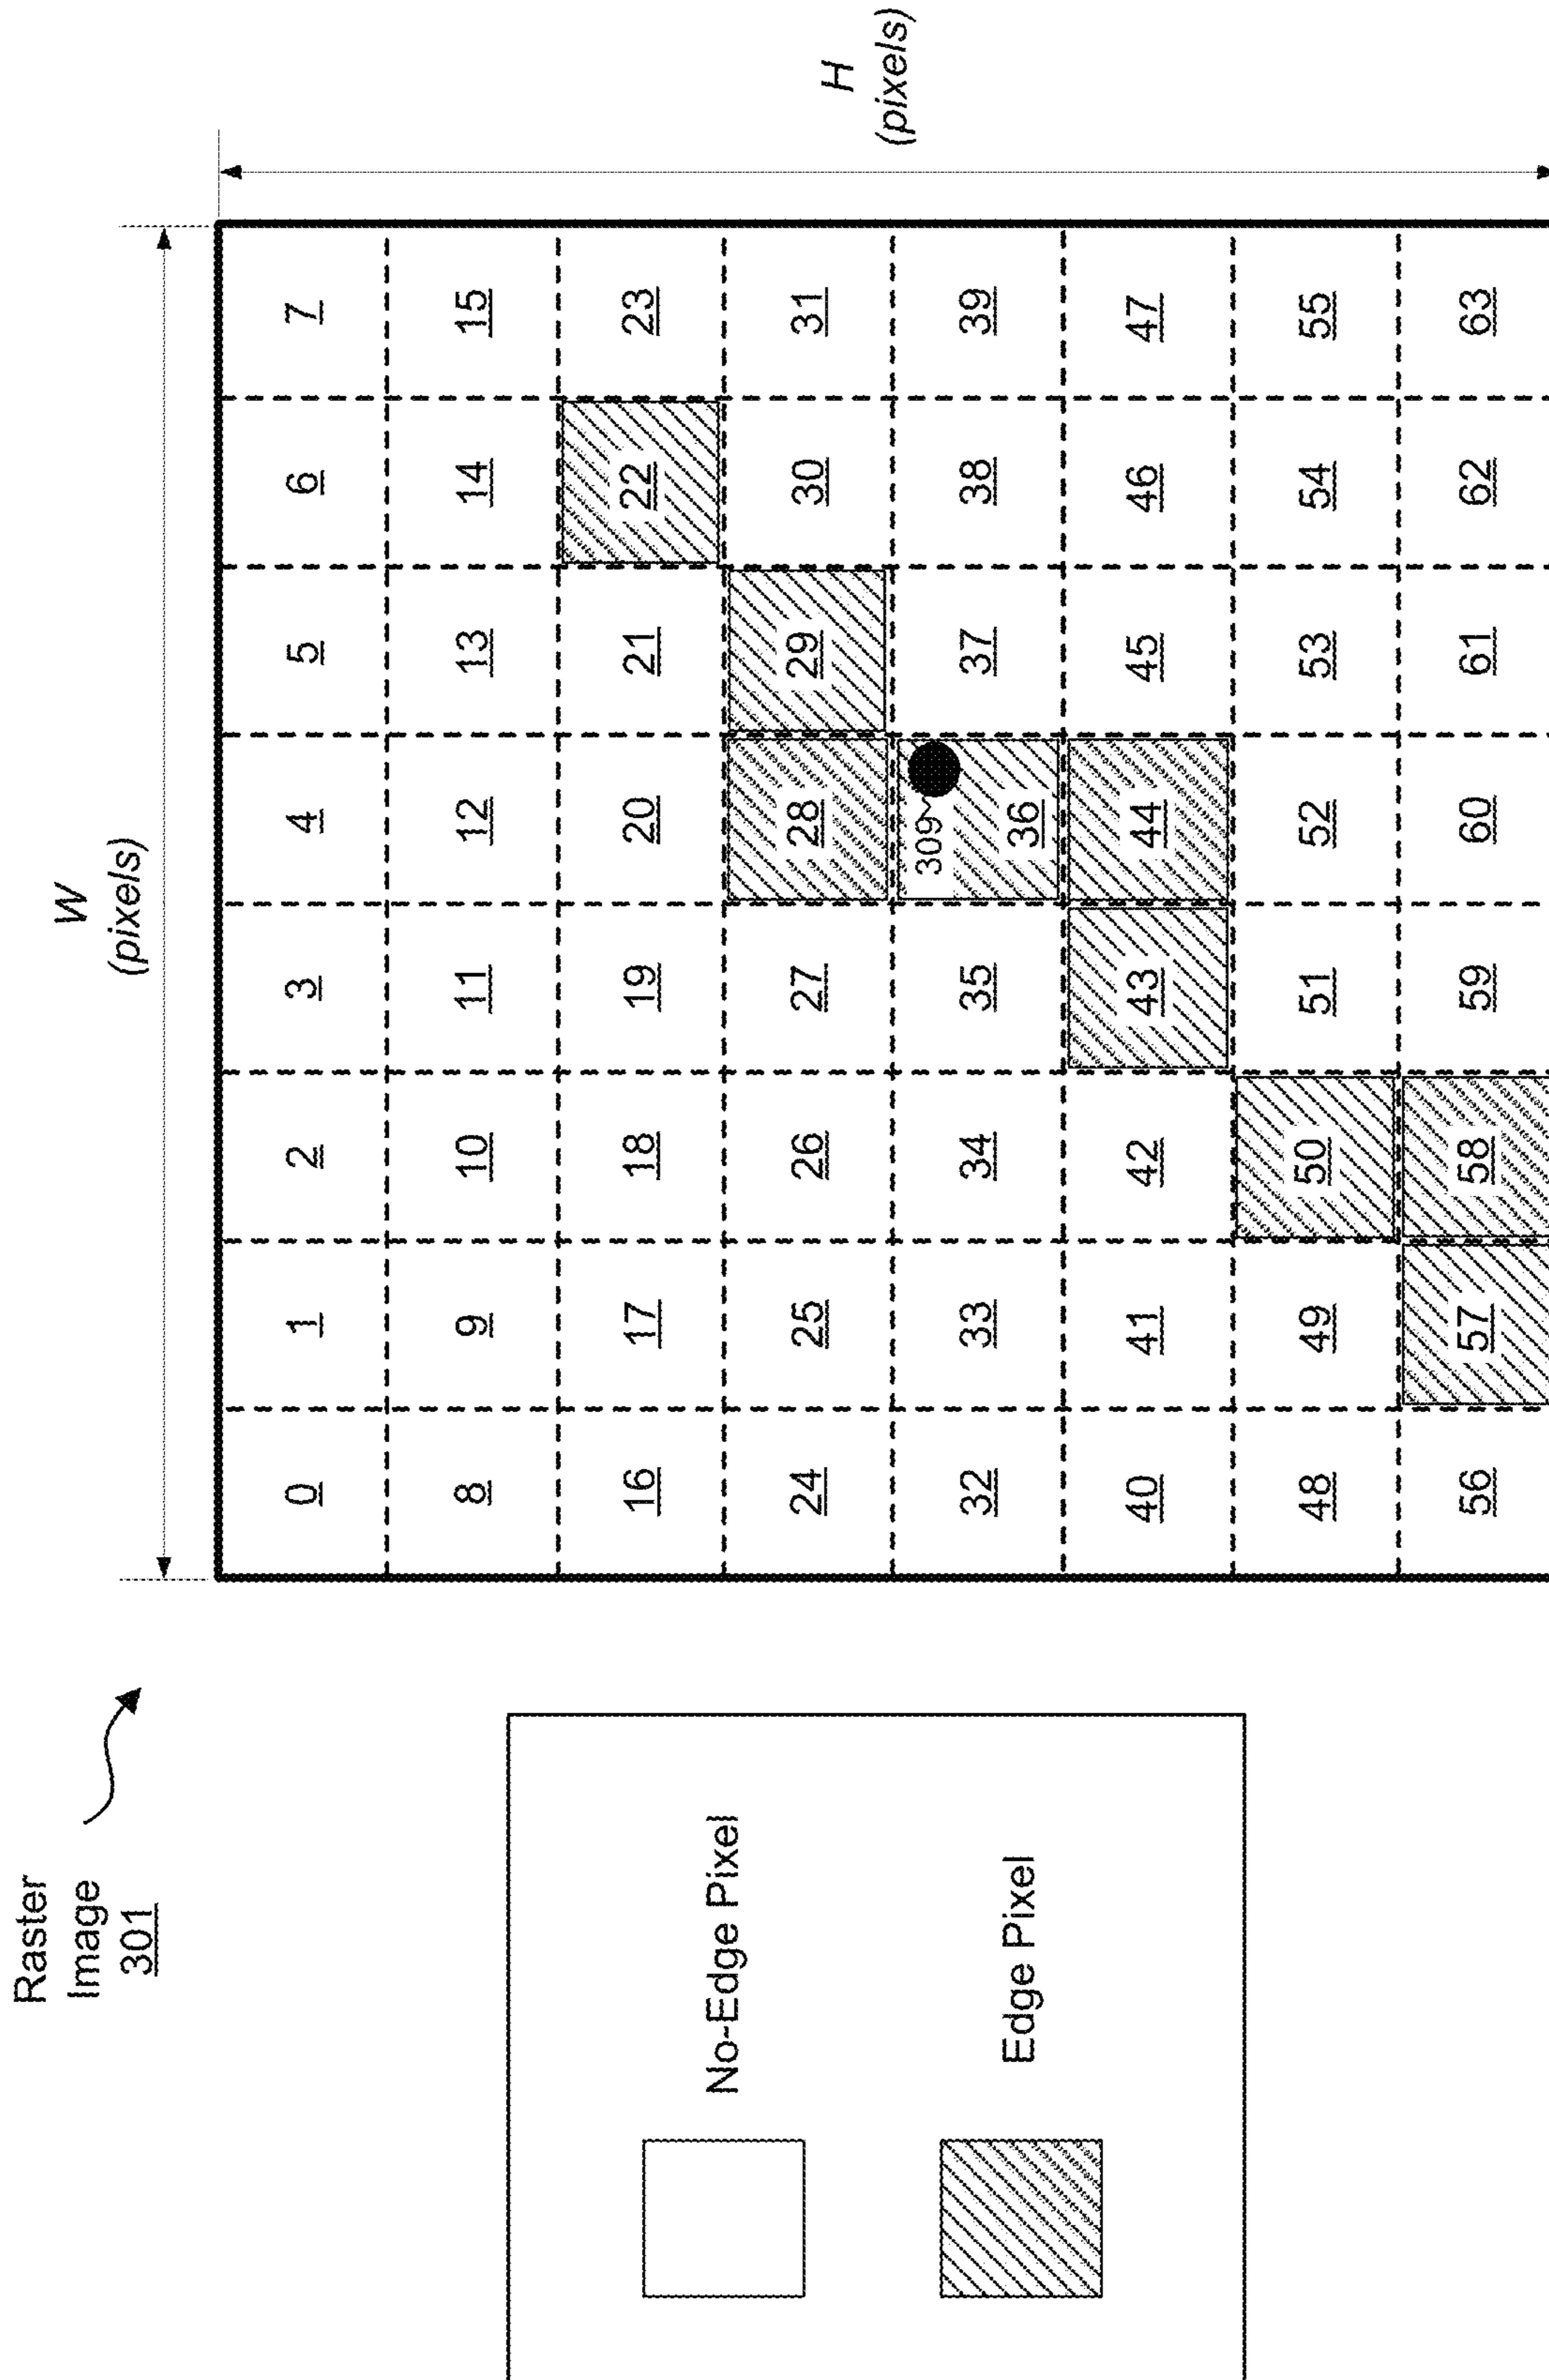 Raster
Image
301
W
(pixels)
H
(pixels)
0 1 2 3 4 5 6 7
8 9 10 11 12 13 14 15
16 17 18 19 20 21 22 23
24 25 26 27 28 29 30 31
309
32 33 34 35 36 37 38 39
40 41 42 43 44 45 46 47
48 49 50 51 52 53 54 55
56 57 58 59 60 61 62 63
No-Edge Pixel
Edge Pixel